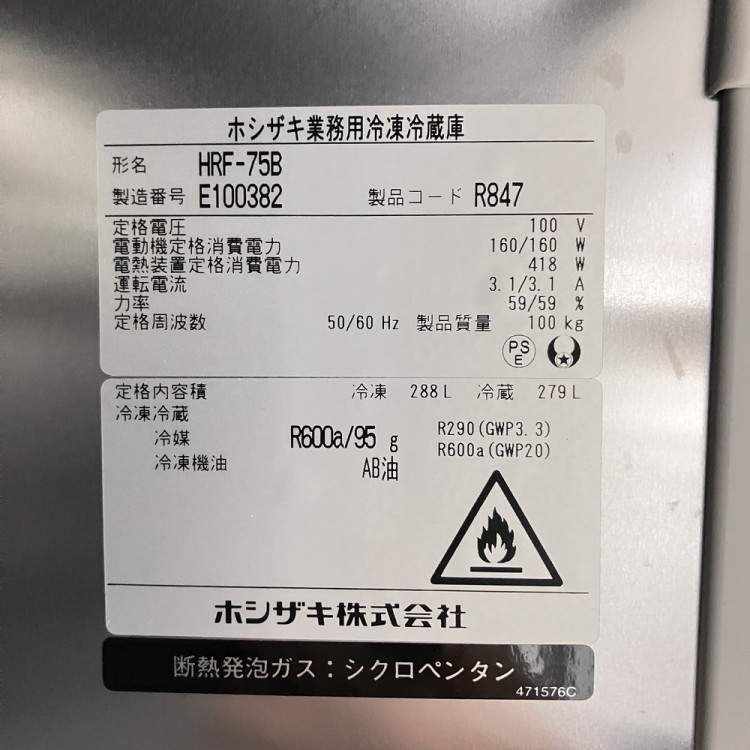 ホシザキ業務用冷凍冷蔵庫
形名 HRF-75B
製造番号 E100382 製品コード R847
定格電圧 100 V
電動機定格消費電力 160/160 W
電熱装置定格消費電力 418 W
運転電流 3.1/3.1 A
力率 59/59 %
定格周波数 50/60 Hz 製品質量 100 kg
PS
E
定格内容積 冷凍 288L 冷蔵 279L
冷凍冷蔵
冷媒 R600a/95 g R290(GWP3.3)
R600a(GWP20)
冷凍機油 AB油
ホシザキ株式会社
断熱発泡ガス:シクロペンタン
471576C